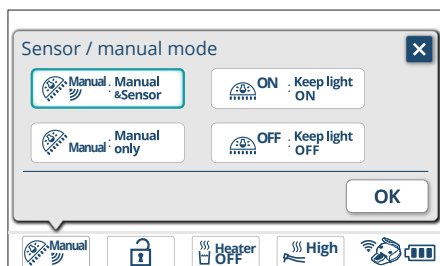 Sensor / manual mode
Manual : Manual
&Sensor
ON : Keep light
ON
Manual : Manual
only
OFF : Keep light
OFF
OK
Manual
Heater
OFF
High